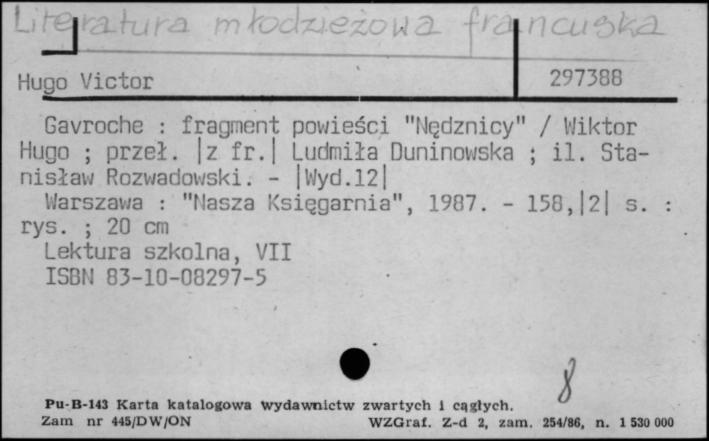 Literatura młodzieżowa francuska
Hugo Victor 297388
Gavroche : fragment powieści "Nędznicy" / Wiktor
Hugo ; przeł. |z fr.| Ludmiła Duninowska ; il. Sta-
nisław Rozwadowski. - |Wyd.12|
Warszawa : "Nasza Księgarnia", 1987. - 158,|2| s. :
rys. ; 20 cm
Lektura szkolna, VII
ISBN 83-10-08297-5
8
Pu-B-143 Karta katalogowa wydawnictw zwartych i cągłych.
Zam nr 445/DW/ON WZGraf. Z-d 2, zam. 254/86, n. 1 530 000